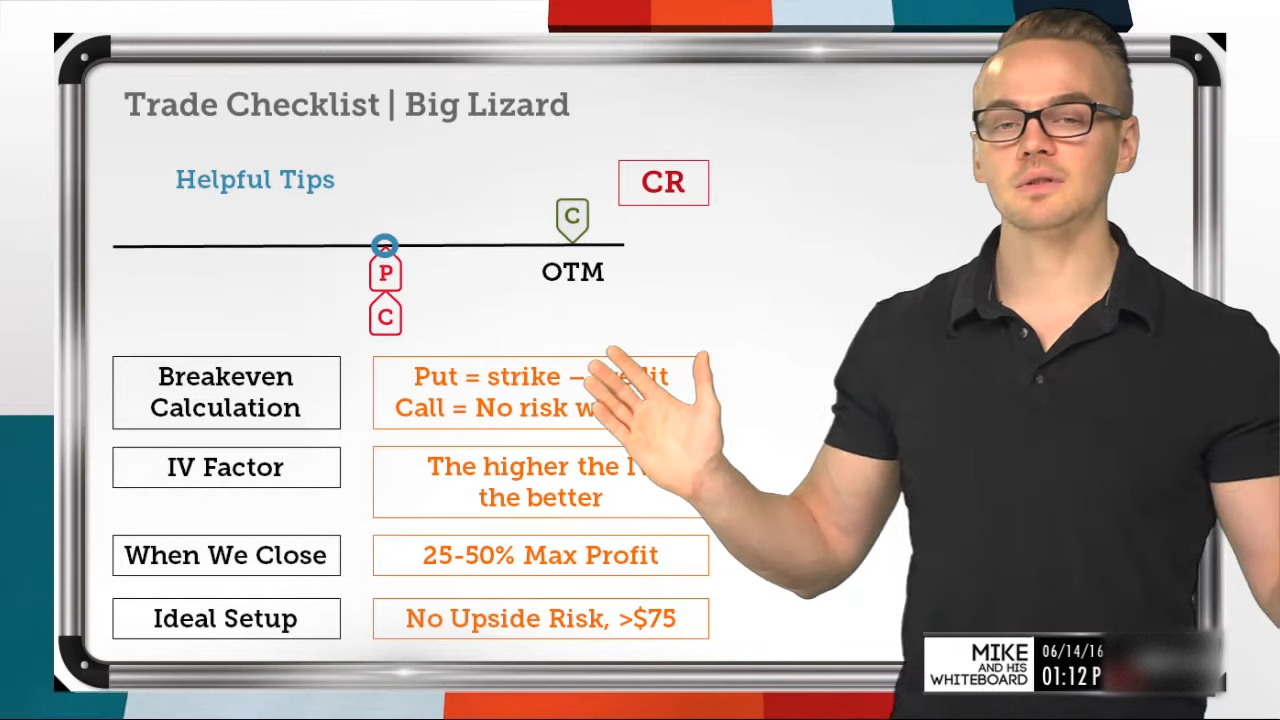 Trade Checklist | Big Lizard
Helpful Tips
CR
C
P
OTM
C
Breakeven
Calculation
Put = strike –
Call = No risk
IV Factor
The higher the
the better
When We Close
25-50% Max Profit
Ideal Setup
No Upside Risk, >$75
MIKE
AND HIS
WHITEBOARD
06/14/16
01:12 P